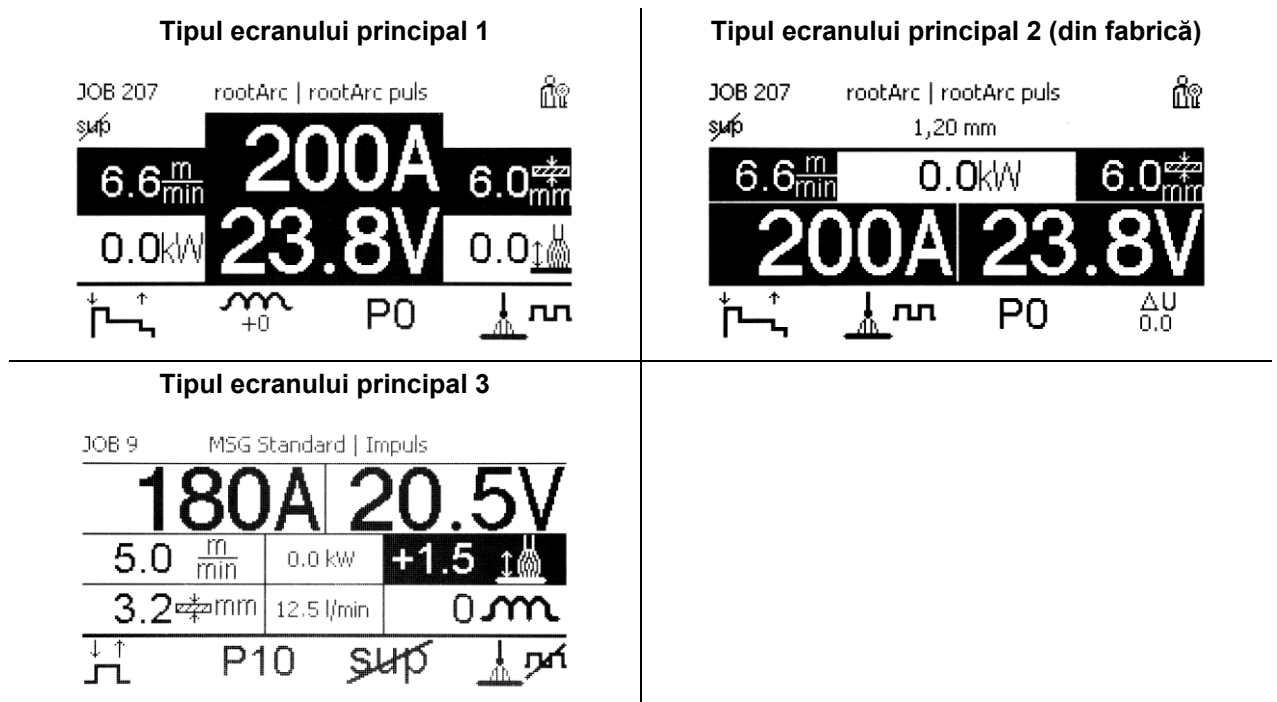 Tipul ecranului principal 1
JOB 207 rootArc | rootArc puls
sup
200A
6.6 m/min 6.0 mm
23.8V
0.0kW 0.0
+0 P0
Tipul ecranului principal 2 (din fabrică)
JOB 207 rootArc | rootArc puls
sup 1,20 mm
6.6 m/min 0.0kW 6.0 mm
200A 23.8V
P0 ΔU
0.0
Tipul ecranului principal 3
JOB 9 MSG Standard | Impuls
180A 20.5V
5.0 m/min 0.0 kW +1.5
3.2 mm 12.5 l/min 0
P10 sup